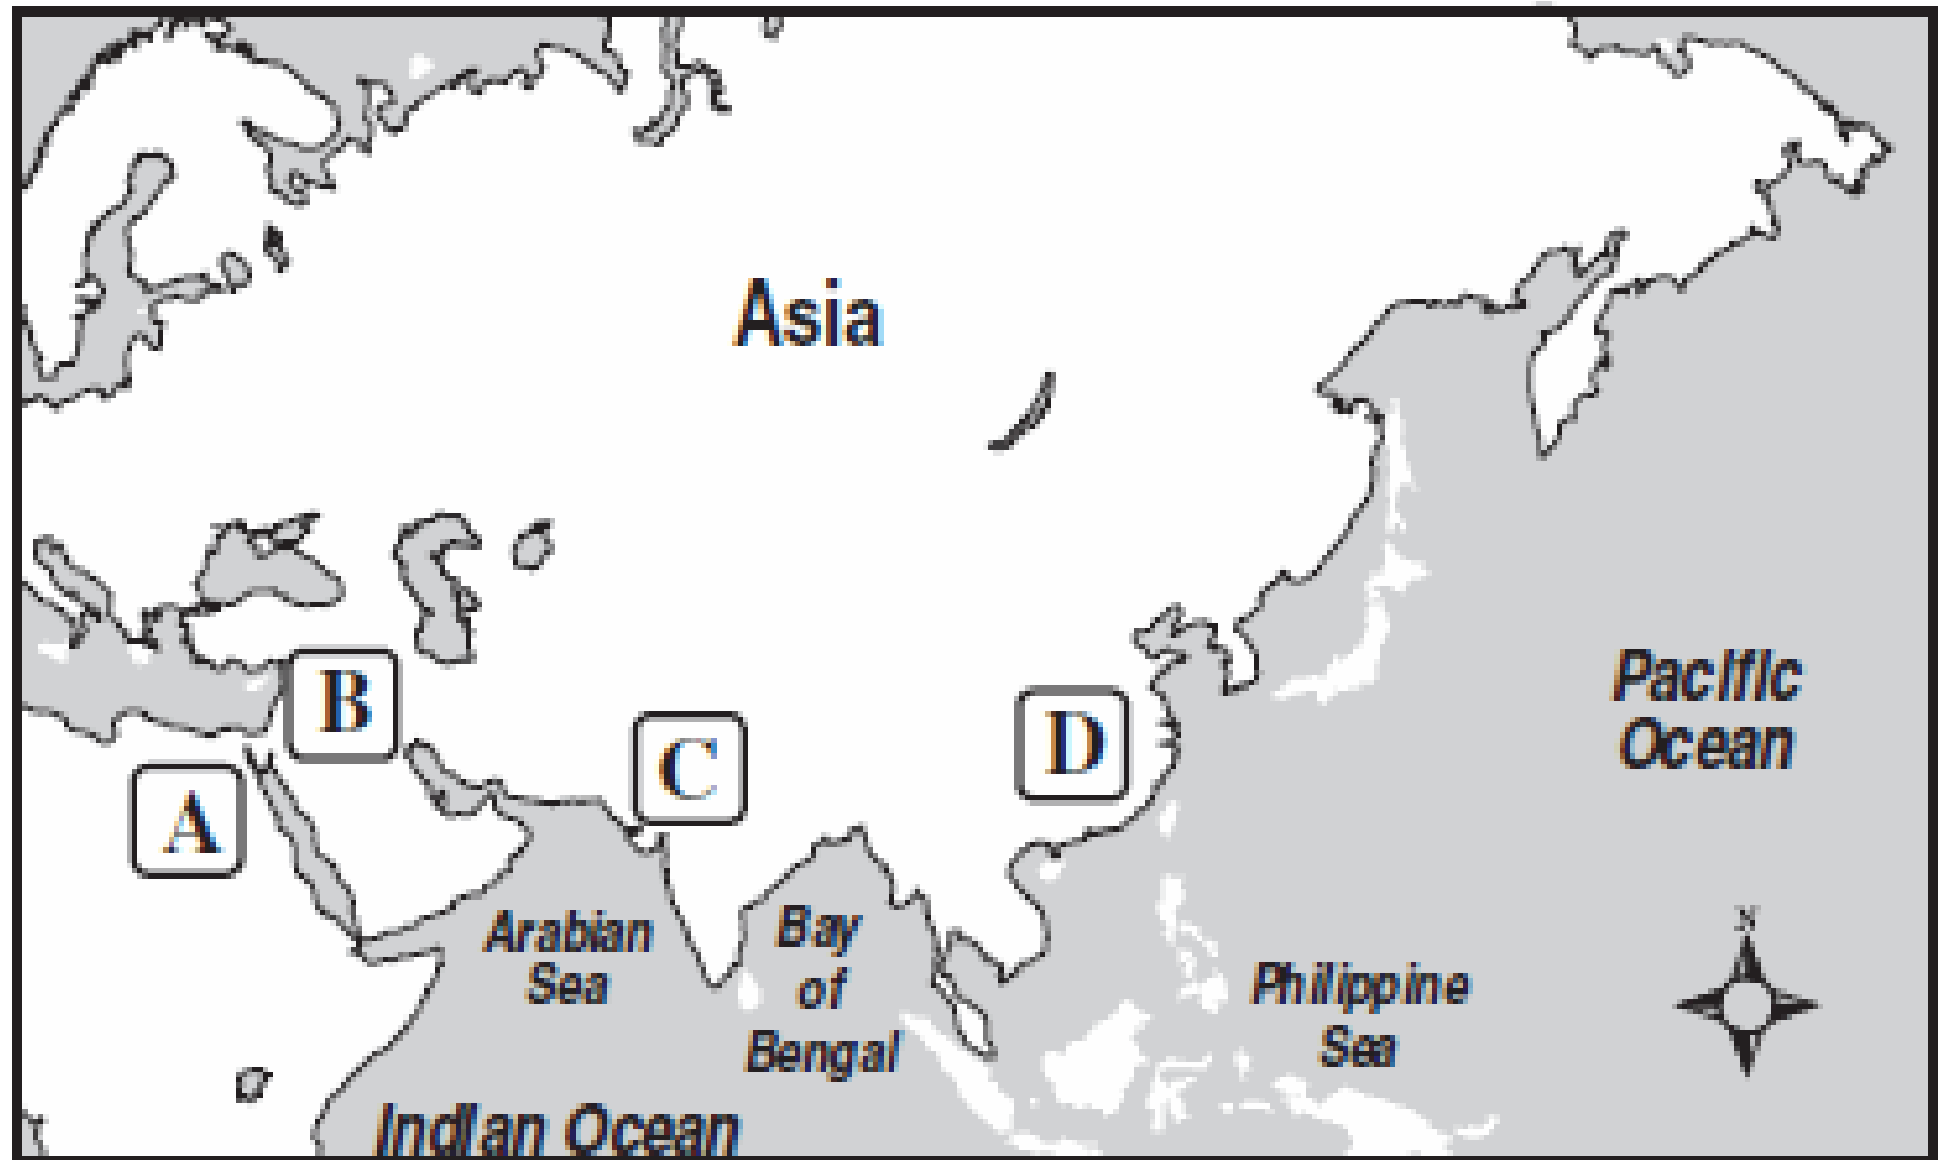 Asia
B
C
D
A
Pacific
Ocean
Arabian
Sea
Bay
of
Bengal
Philippine
Sea
N
Indian Ocean